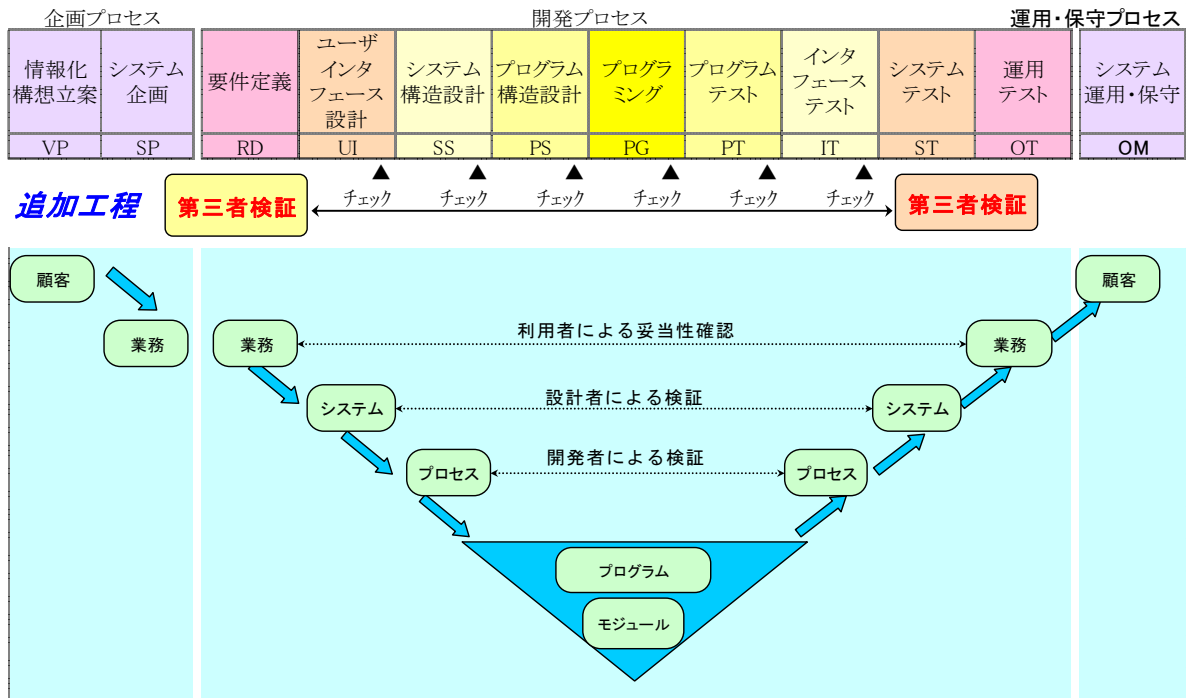 企画プロセス
開発プロセス
運用・保守プロセス
情報化
構想立案
システム
企画
要件定義
ユーザ
インタ
フェース
設計
システム
構造設計
プログラム
構造設計
プログラ
ミング
プログラム
テスト
インタ
フェース
テスト
システム
テスト
運用
テスト
システム
運用・保守
VP
SP
RD
UI
SS
PS
PG
PT
IT
ST
OT
OM
▲ ▲ ▲ ▲ ▲ ▲
追加工程
第三者検証
チェック
チェック
チェック
チェック
チェック
チェック
第三者検証
顧客
顧客
業務
業務
利用者による妥当性確認
業務
システム
設計者による検証
システム
プロセス
開発者による検証
プロセス
プログラム
モジュール